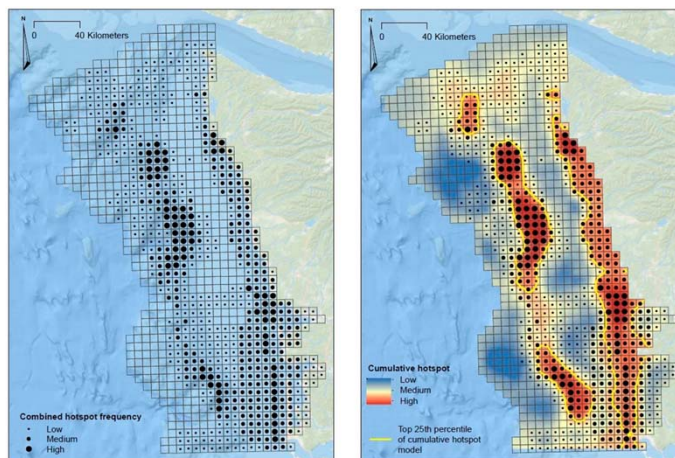 N
0 40 Kilometers
Combined hotspot frequency
Low
Medium
High
N
0 40 Kilometers
Cumulative hotspot
Low
Medium
High
Top 25th percentile
of cumulative hotspot
model